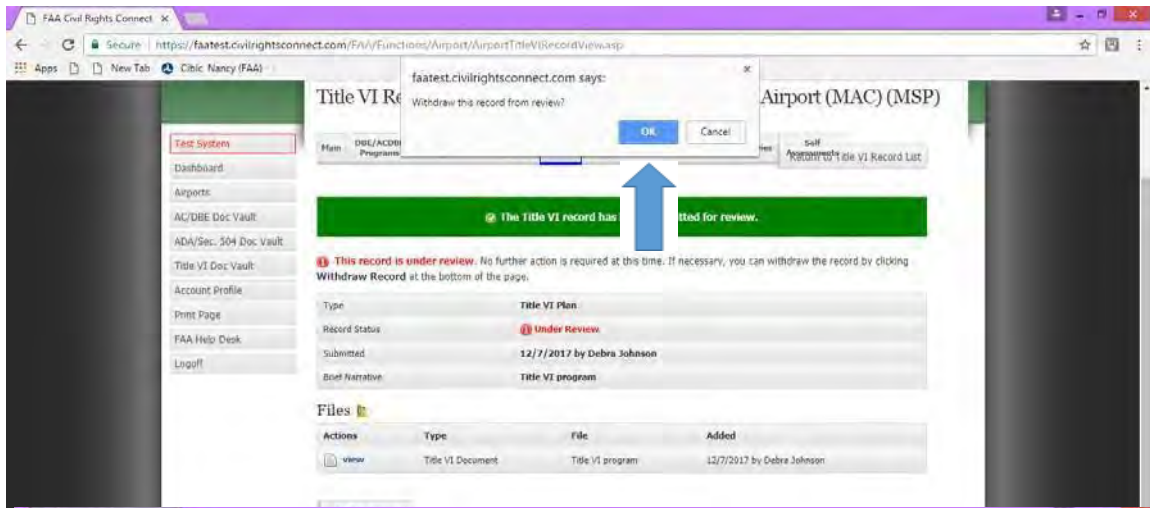 FAA Civil Rights Connect
Secure https://faatest.civilrightsconnect.com/FAA/Functions/Airport/AirportTitleVIRecordView.asp
Apps New Tab Cibic Nancy (FAA)
faatest.civilrightsconnect.com says:
Withdraw this record from review?
OK Cancel
Title VI Re Airport (MAC) (MSP)
Main DBE/ACDBE Programs Self Assessments
Return to Title VI Record List
Test System
Dashboard
Airports
AC/DBE Doc Vault
ADA/Sec. 504 Doc Vault
Title VI Doc Vault
Account Profile
Print Page
FAA Help Desk
Logoff
The Title VI record has tted for review.
This record is under review. No further action is required at this time. If necessary, you can withdraw the record by clicking
Withdraw Record at the bottom of the page.
Type Title VI Plan
Record Status Under Review
Submitted 12/7/2017 by Debra Johnson
Brief Narrative Title VI program
Files
Actions Type File Added
view Title VI Document Title VI program 12/7/2017 by Debra Johnson